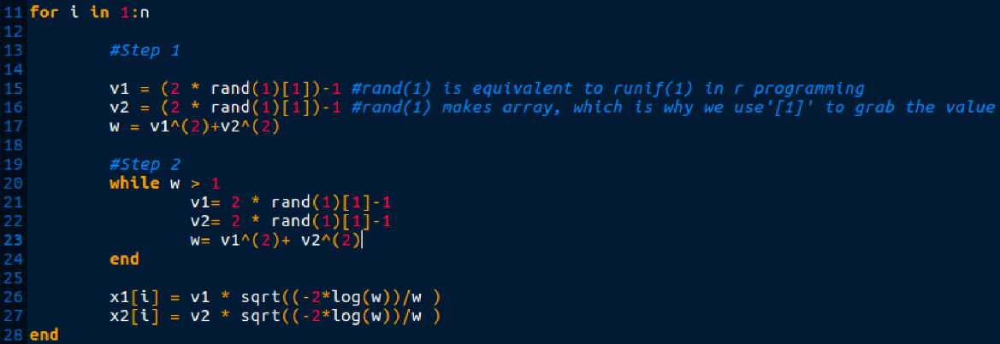 11 for i in 1:n
12
13 #Step 1
14
15 v1 = (2 * rand(1)[1])-1 #rand(1) is equivalent to runif(1) in r programming
16 v2 = (2 * rand(1)[1])-1 #rand(1) makes array, which is why we use'[1]' to grab the value
17 w = v1^(2)+v2^(2)
18
19 #Step 2
20 while w > 1
21 v1= 2 * rand(1)[1]-1
22 v2= 2 * rand(1)[1]-1
23 w= v1^(2)+ v2^(2)
24 end
25
26 x1[i] = v1 * sqrt((-2*log(w))/w )
27 x2[i] = v2 * sqrt((-2*log(w))/w )
28 end